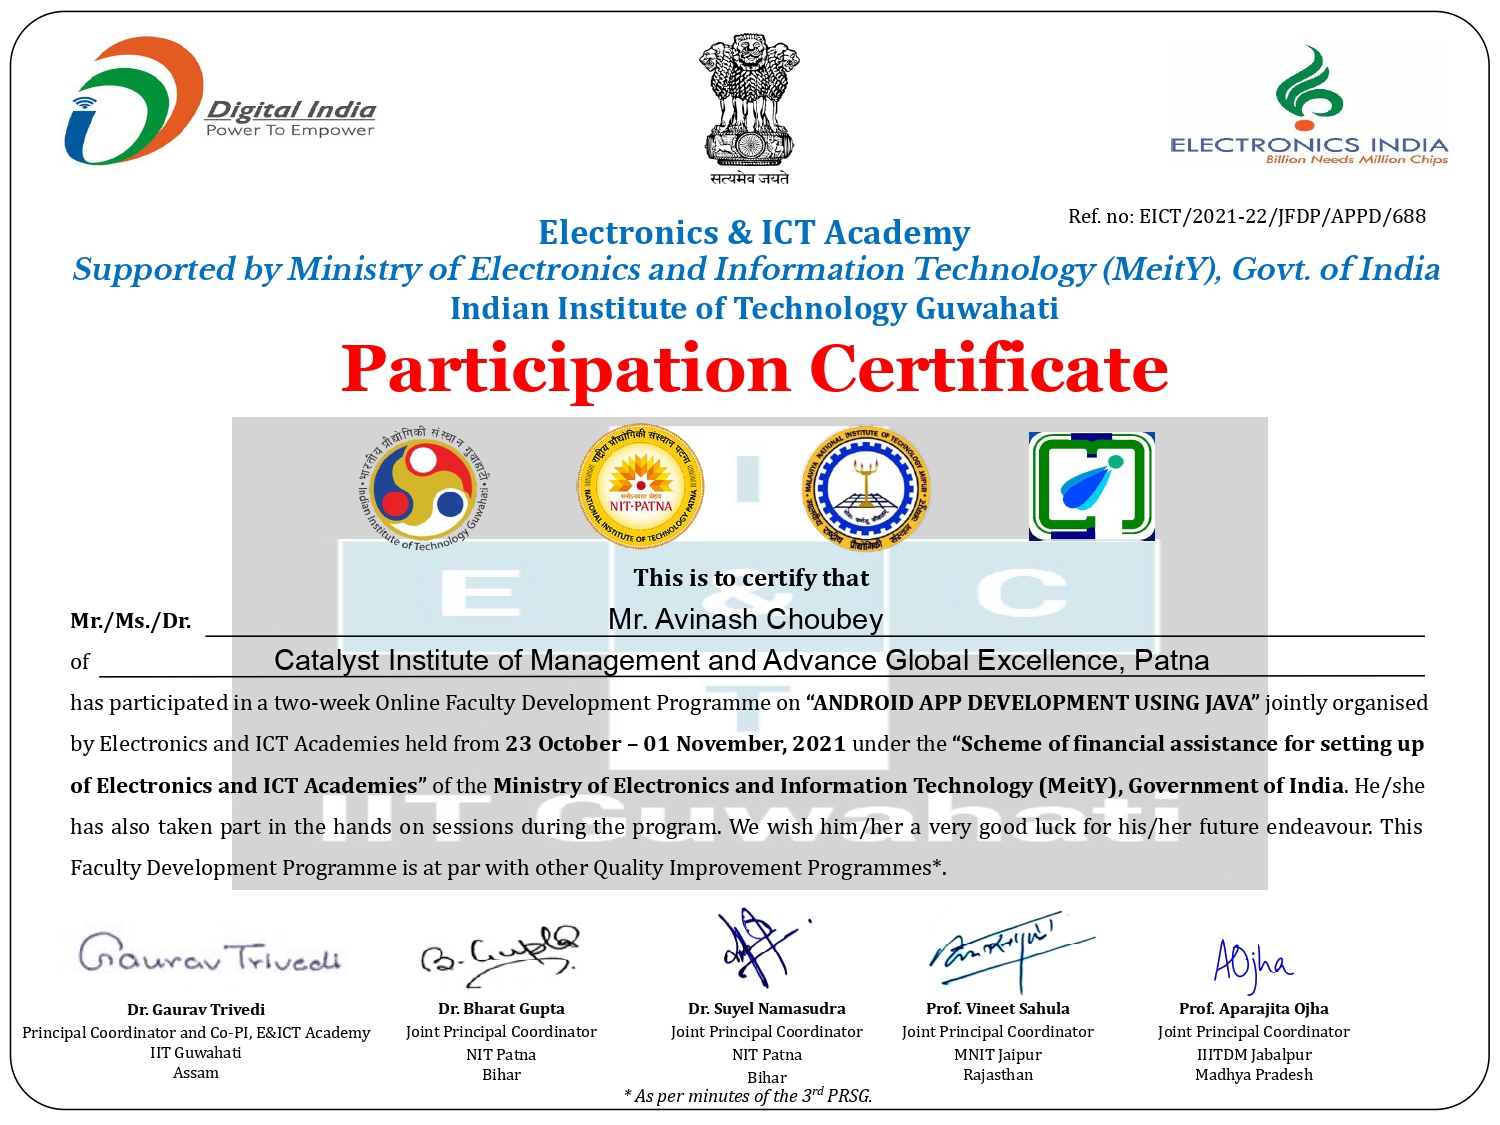 Digital India
Power To Empower
सत्यमेव जयते
ELECTRONICS INDIA
Billion Needs Million Chips
Ref. no: EICT/2021-22/JFDP/APPD/688
Electronics & ICT Academy
Supported by Ministry of Electronics and Information Technology (MeitY), Govt. of India
Indian Institute of Technology Guwahati
Participation Certificate
भारतीय प्रौद्योगिकी संस्थान गुवाहाटी
Indian Institute of Technology Guwahati
राष्ट्रीय प्रौद्योगिकी संस्थान पटना
NIT-PATNA
NATIONAL INSTITUTE OF TECHNOLOGY PATNA
MALAVIYA NATIONAL INSTITUTE OF TECHNOLOGY JAIPUR
मालवीय राष्ट्रीय प्रौद्योगिकी संस्थान जयपुर
I
E & C
T
IIT Guwahati
This is to certify that
Mr./Ms./Dr. Mr. Avinash Choubey
of Catalyst Institute of Management and Advance Global Excellence, Patna
has participated in a two-week Online Faculty Development Programme on “ANDROID APP DEVELOPMENT USING JAVA” jointly organised
by Electronics and ICT Academies held from 23 October – 01 November, 2021 under the “Scheme of financial assistance for setting up
of Electronics and ICT Academies” of the Ministry of Electronics and Information Technology (MeitY), Government of India. He/she
has also taken part in the hands on sessions during the program. We wish him/her a very good luck for his/her future endeavour. This
Faculty Development Programme is at par with other Quality Improvement Programmes*.
Gaurav Trivedi
B. Gupta
AOjha
Dr. Gaurav Trivedi
Principal Coordinator and Co-PI, E&ICT Academy
IIT Guwahati
Assam
Dr. Bharat Gupta
Joint Principal Coordinator
NIT Patna
Bihar
Dr. Suyel Namasudra
Joint Principal Coordinator
NIT Patna
Bihar
Prof. Vineet Sahula
Joint Principal Coordinator
MNIT Jaipur
Rajasthan
Prof. Aparajita Ojha
Joint Principal Coordinator
IIITDM Jabalpur
Madhya Pradesh
* As per minutes of the 3rd PRSG.